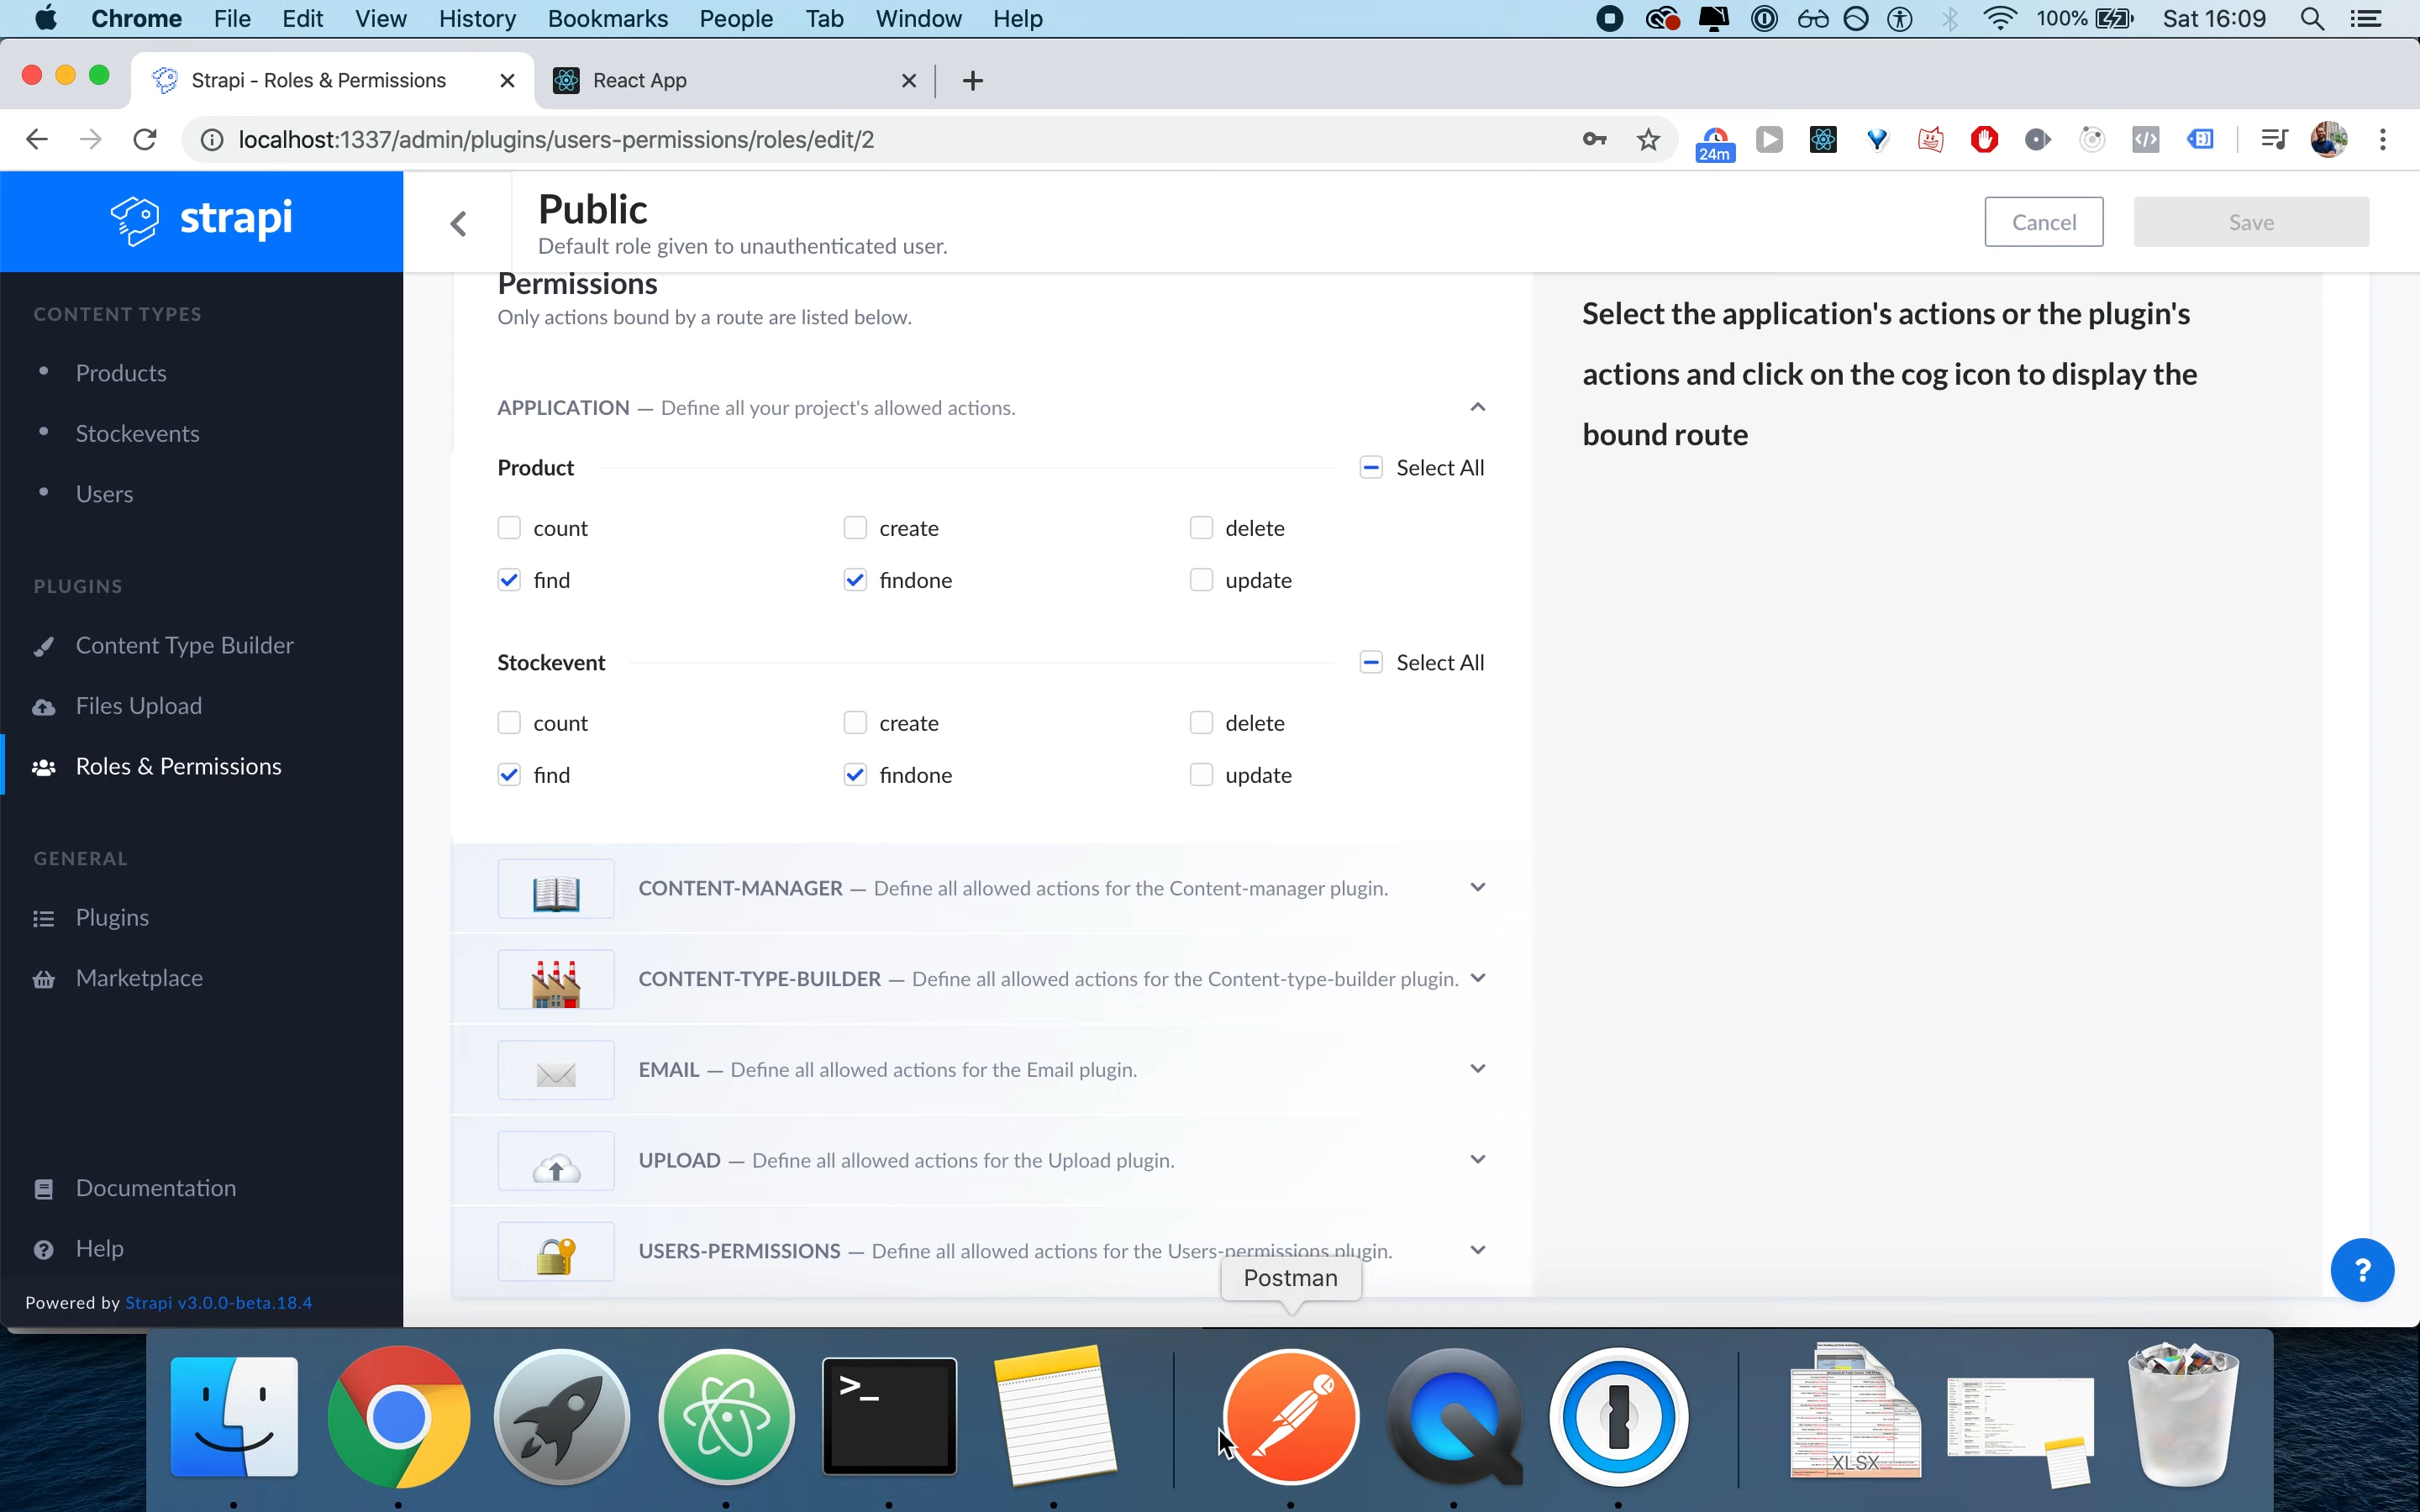 Chrome File Edit View History Bookmarks People Tab Window Help 100% Sat 16:09
Strapi - Roles & Permissions
React App
localhost:1337/admin/plugins/users-permissions/roles/edit/2
24m
strapi
Public
Default role given to unauthenticated user.
Cancel
Save
CONTENT TYPES
Products
Stockevents
Users
PLUGINS
Content Type Builder
Files Upload
Roles & Permissions
GENERAL
Plugins
Marketplace
Documentation
Help
Powered by Strapi v3.0.0-beta.18.4
Permissions
Only actions bound by a route are listed below.
APPLICATION — Define all your project's allowed actions.
Product
Select All
count create delete
find findone update
Stockevent
Select All
count create delete
find findone update
CONTENT-MANAGER — Define all allowed actions for the Content-manager plugin.
CONTENT-TYPE-BUILDER — Define all allowed actions for the Content-type-builder plugin.
EMAIL — Define all allowed actions for the Email plugin.
UPLOAD — Define all allowed actions for the Upload plugin.
USERS-PERMISSIONS — Define all allowed actions for the Users-permissions plugin.
Select the application's actions or the plugin's
actions and click on the cog icon to display the
bound route
?
Postman
>_
XLSX